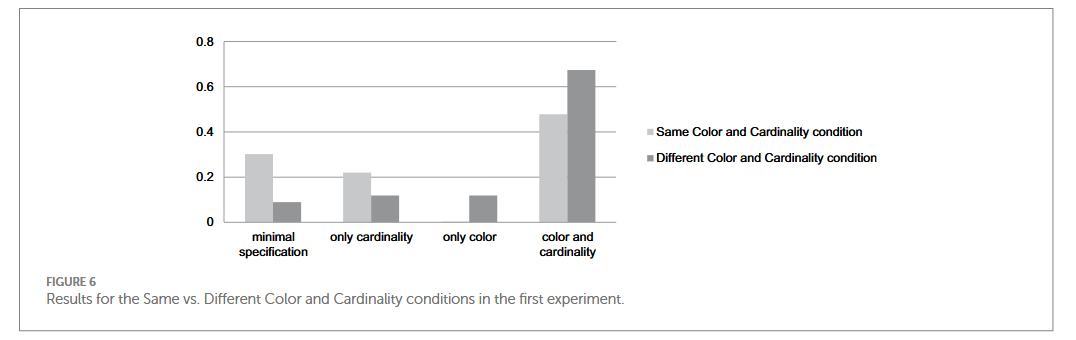 0.8
0.6
0.4
0.2
0
minimal
specification
only cardinality
only color
color and
cardinality
Same Color and Cardinality condition
Different Color and Cardinality condition
FIGURE 6
Results for the Same vs. Different Color and Cardinality conditions in the first experiment.